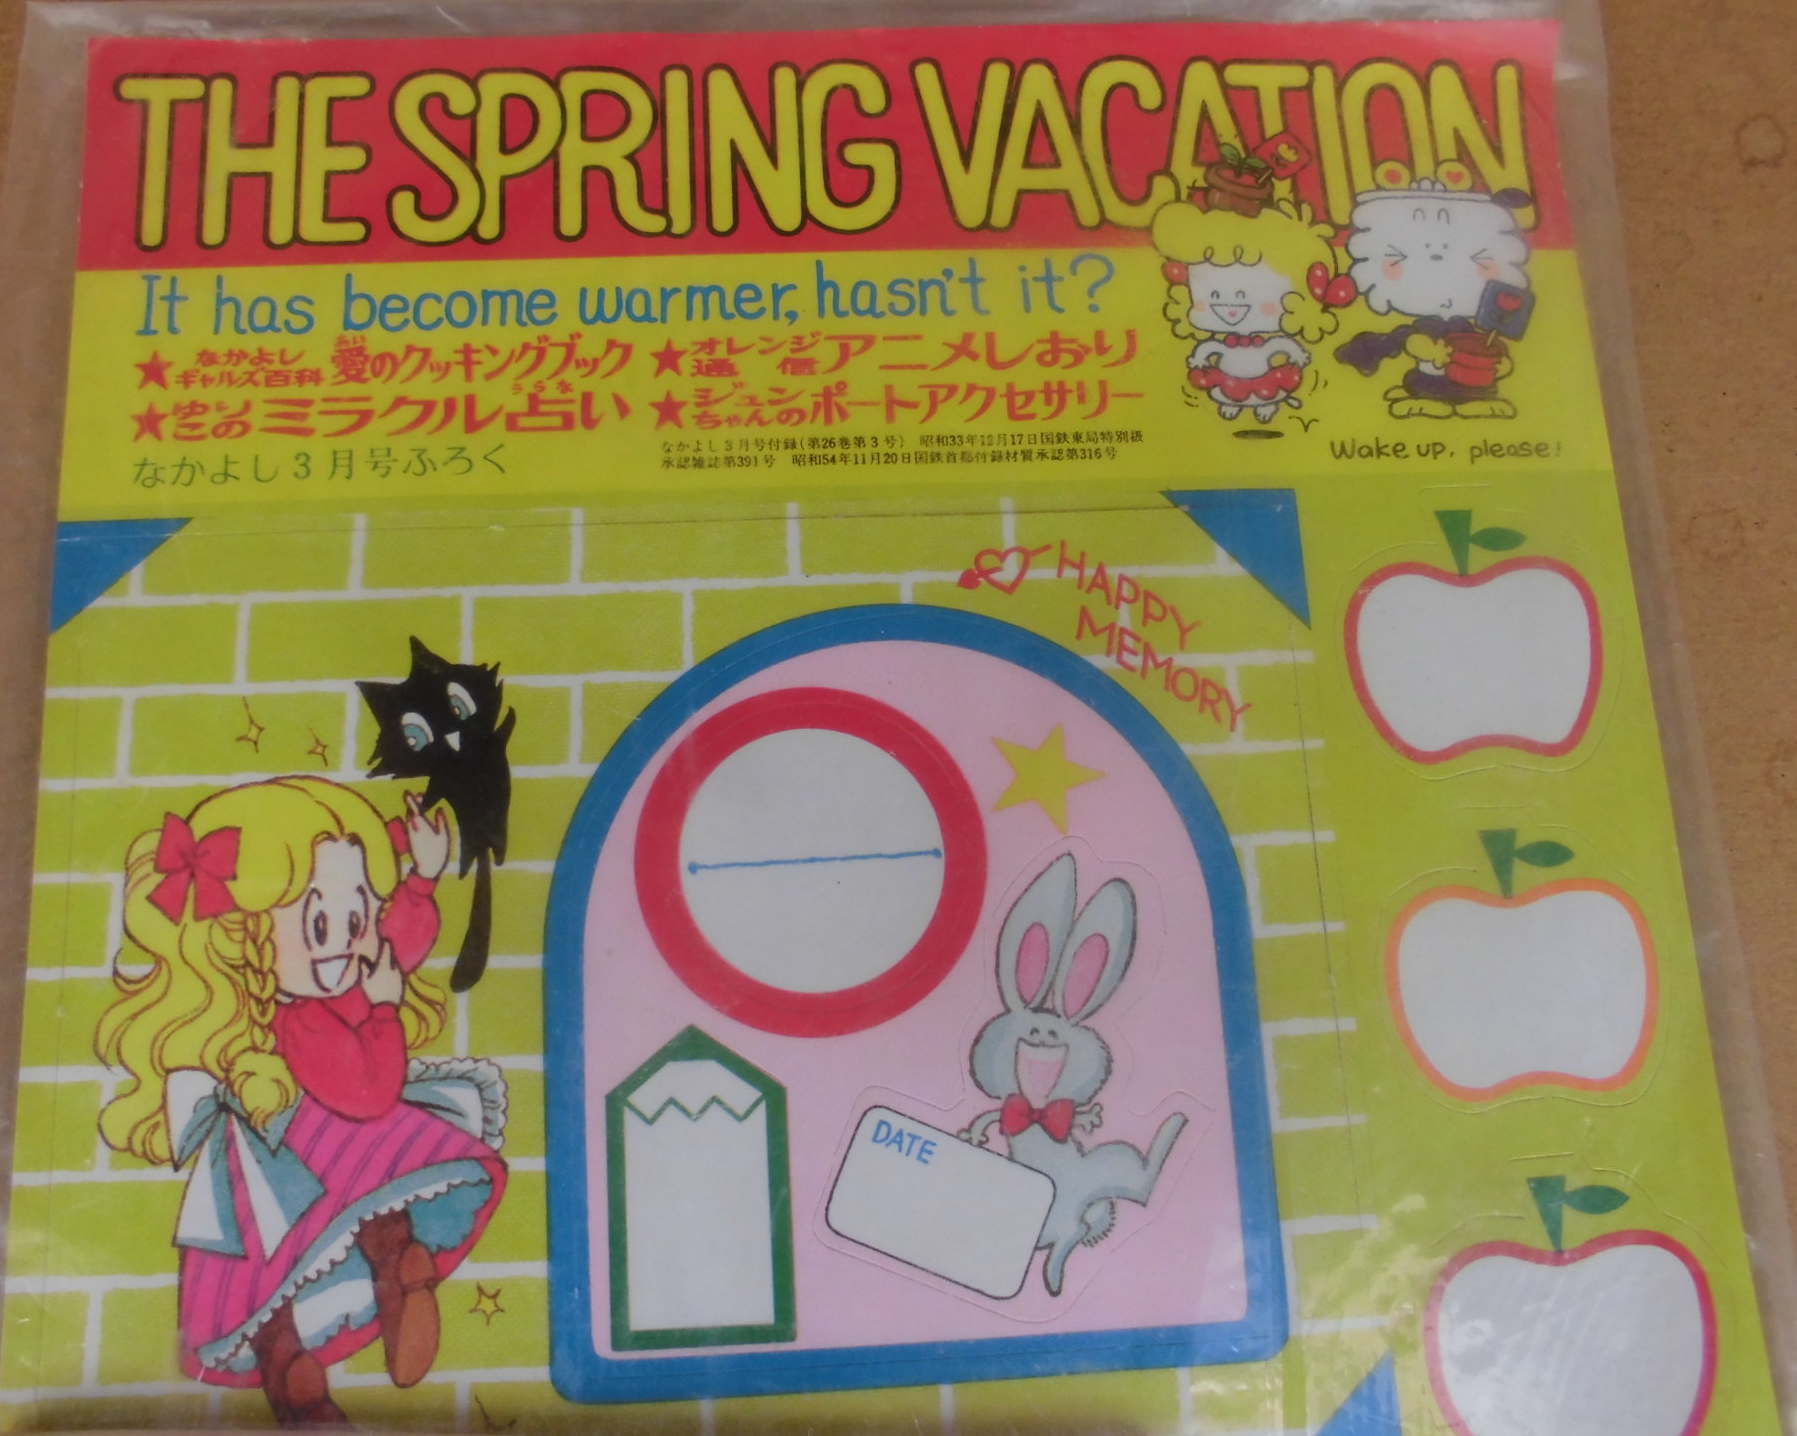 THE SPRING VACATION
It has become warmer, hasn't it?
★なかよしギャルズ百科 愛のクッキングブック ★オレンジ通信アニメしおり
★ゆうこのミラクル占い ★ジュンちゃんのポートアクセサリー
なかよし3月号ふろく
なかよし3月号付録(第26巻第3号) 昭和33年12月17日国鉄東局特別級
承認雑誌第391号 昭和54年11月20日国鉄首都付録材質承認第316号
Wake up, please!
HAPPY
MEMORY
DATE